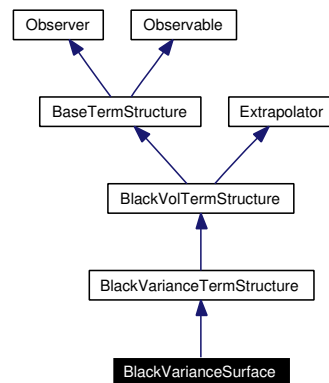 Observer
Observable
BaseTermStructure
Extrapolator
BlackVolTermStructure
BlackVarianceTermStructure
BlackVarianceSurface